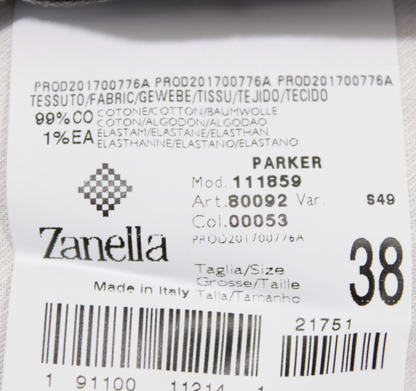 PROD201700776A PROD201700776A PROD201700776A
TESSUTO/FABRIC/GEWEBE/TISSU/TEJIDO/TECIDO
99%CO COTONE/COTTON/BAUMWOLLE
COTON/ALGODON/ALGODAO
1%EA ELASTAM/ELASTANE/ELASTHAN
ELASTHANNE/ELASTANO/ELASTANO
PARKER
Mod. 111859
Art. 80092 Var. S49
Col. 00053
PROD201700776A
Zanella
Taglia/Size
Grosse/Taille
Made in Italy Talla/Tamanho
38
21751
1 91100 11214 1